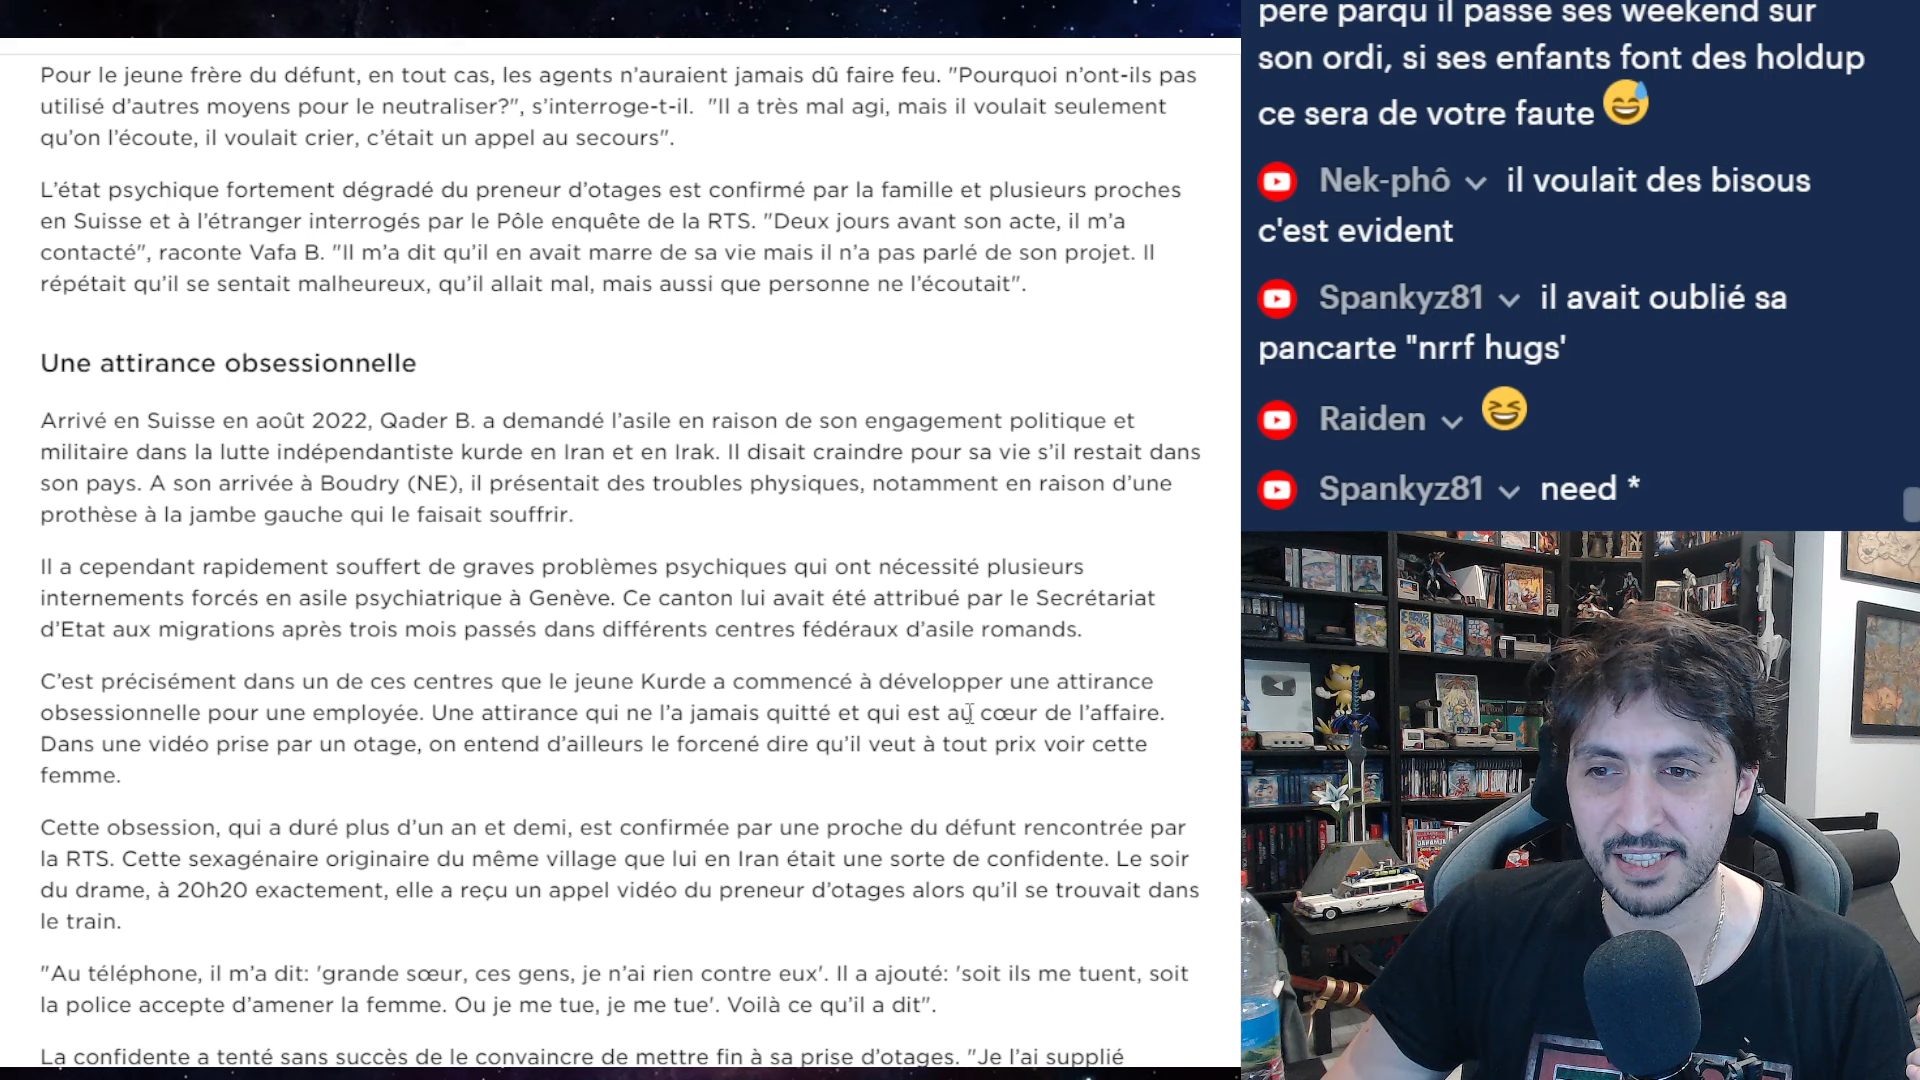 Pour le jeune frère du défunt, en tout cas, les agents n’auraient jamais dû faire feu. "Pourquoi n’ont-ils pas
utilisé d’autres moyens pour le neutraliser?", s’interroge-t-il.  "Il a très mal agi, mais il voulait seulement
qu’on l’écoute, il voulait crier, c’était un appel au secours".
L’état psychique fortement dégradé du preneur d’otages est confirmé par la famille et plusieurs proches
en Suisse et à l’étranger interrogés par le Pôle enquête de la RTS. "Deux jours avant son acte, il m’a
contacté", raconte Vafa B. "Il m’a dit qu’il en avait marre de sa vie mais il n’a pas parlé de son projet. Il
répétait qu’il se sentait malheureux, qu’il allait mal, mais aussi que personne ne l’écoutait".
Une attirance obsessionnelle
Arrivé en Suisse en août 2022, Qader B. a demandé l’asile en raison de son engagement politique et
militaire dans la lutte indépendantiste kurde en Iran et en Irak. Il disait craindre pour sa vie s’il restait dans
son pays. A son arrivée à Boudry (NE), il présentait des troubles physiques, notamment en raison d’une
prothèse à la jambe gauche qui le faisait souffrir.
Il a cependant rapidement souffert de graves problèmes psychiques qui ont nécessité plusieurs
internements forcés en asile psychiatrique à Genève. Ce canton lui avait été attribué par le Secrétariat
d’Etat aux migrations après trois mois passés dans différents centres fédéraux d’asile romands.
C’est précisément dans un de ces centres que le jeune Kurde a commencé à développer une attirance
obsessionnelle pour une employée. Une attirance qui ne l’a jamais quitté et qui est au cœur de l’affaire.
Dans une vidéo prise par un otage, on entend d’ailleurs le forcené dire qu’il veut à tout prix voir cette
femme.
Cette obsession, qui a duré plus d’un an et demi, est confirmée par une proche du défunt rencontrée par
la RTS. Cette sexagénaire originaire du même village que lui en Iran était une sorte de confidente. Le soir
du drame, à 20h20 exactement, elle a reçu un appel vidéo du preneur d’otages alors qu’il se trouvait dans
le train.
"Au téléphone, il m’a dit: 'grande sœur, ces gens, je n’ai rien contre eux'. Il a ajouté: 'soit ils me tuent, soit
la police accepte d’amener la femme. Ou je me tue, je me tue'. Voilà ce qu’il a dit".
La confidente a tenté sans succès de le convaincre de mettre fin à sa prise d’otages. "Je l’ai supplié
père parqu il passe ses weekend sur
son ordi, si ses enfants font des holdup
ce sera de votre faute 😅
Nek-phô il voulait des bisous
c'est evident
Spankyz81 il avait oublié sa
pancarte "nrrf hugs'
Raiden 😆
Spankyz81 need *